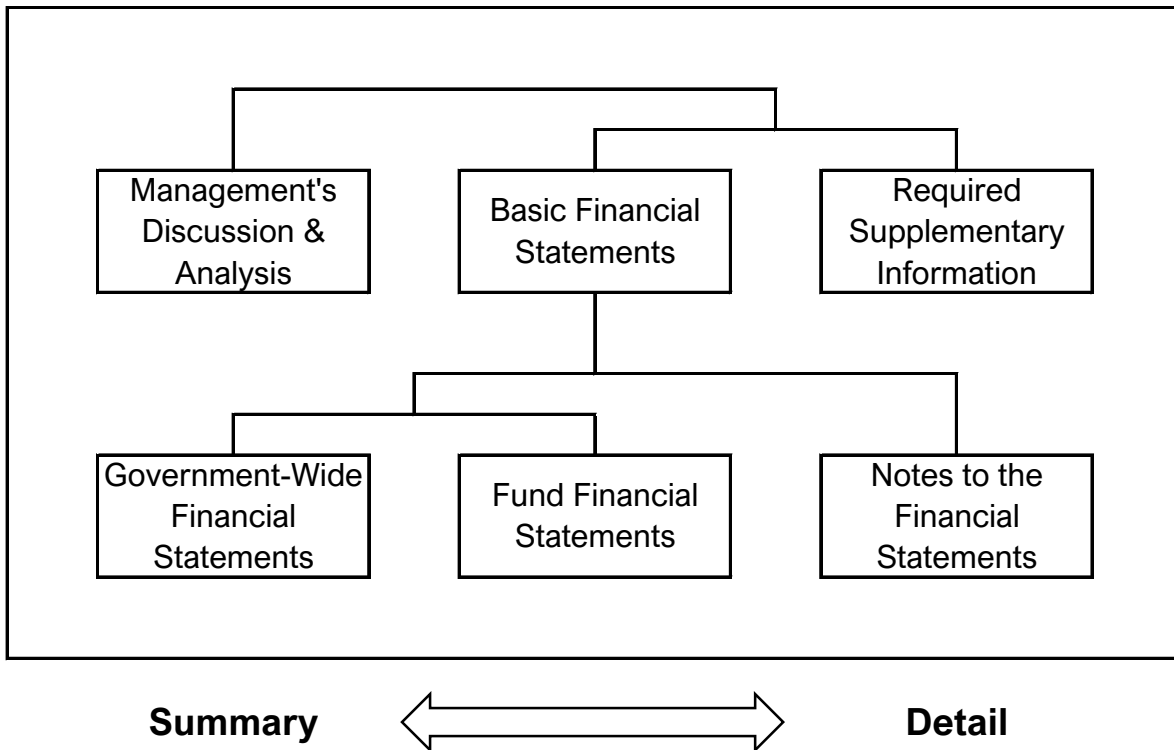 Management's
Discussion &
Analysis
Basic Financial
Statements
Required
Supplementary
Information
Government-Wide
Financial
Statements
Fund Financial
Statements
Notes to the
Financial
Statements
Summary
Detail